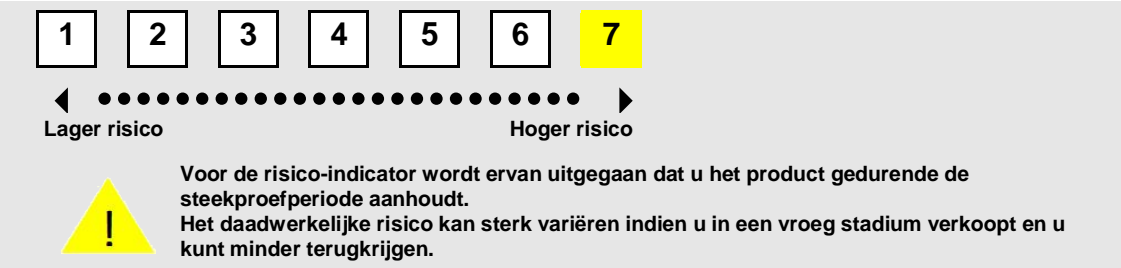 1 2 3 4 5 6 7
Lager risico Hoger risico
Voor de risico-indicator wordt ervan uitgegaan dat u het product gedurende de
steekproefperiode aanhoudt.
Het daadwerkelijke risico kan sterk variëren indien u in een vroeg stadium verkoopt en u
kunt minder terugkrijgen.
!